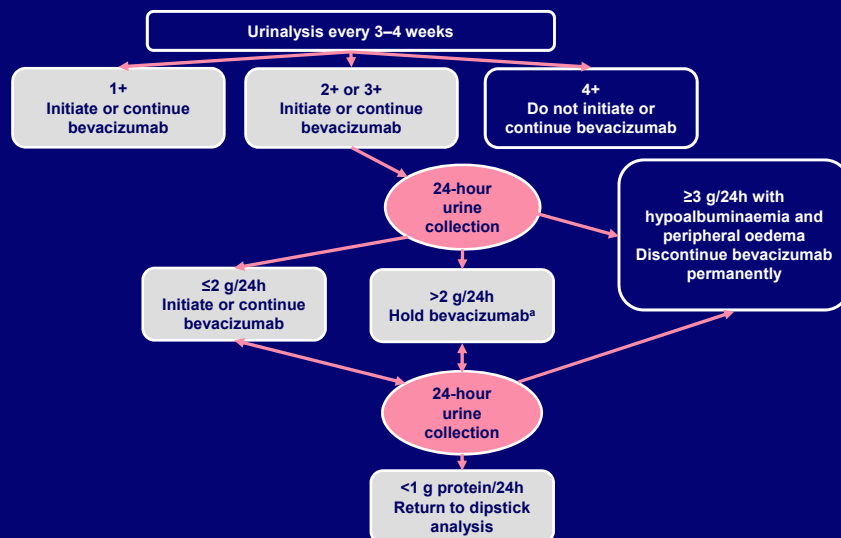 Urinalysis every 3–4 weeks
1+
Initiate or continue
bevacizumab
2+ or 3+
Initiate or continue
bevacizumab
4+
Do not initiate or
continue bevacizumab
24-hour
urine
collection
≥3 g/24h with
hypoalbuminaemia and
peripheral oedema
Discontinue bevacizumab
permanently
≤2 g/24h
Initiate or continue
bevacizumab
>2 g/24h
Hold bevacizumabᵃ
24-hour
urine
collection
<1 g protein/24h
Return to dipstick
analysis